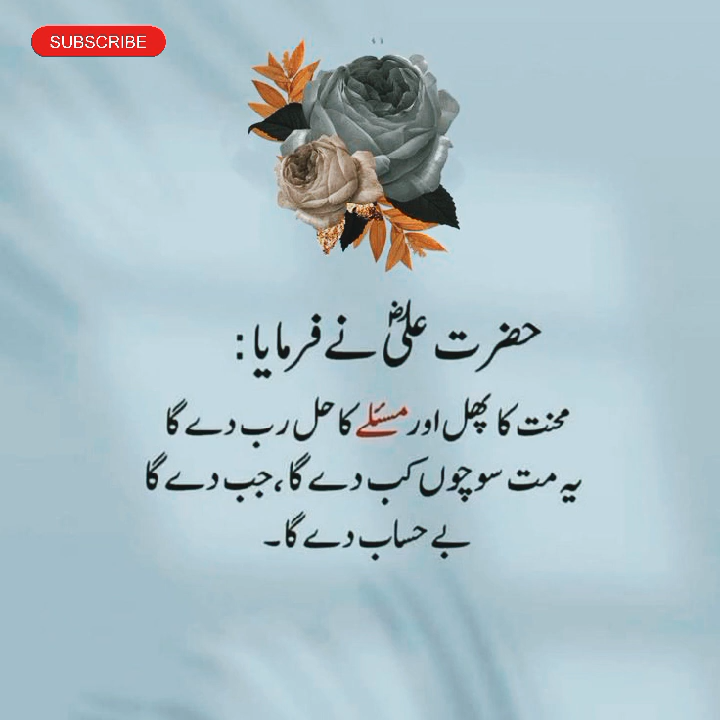 SUBSCRIBE
حضرت علیؓ نے فرمایا:
محنت کا پھل اور مسئلے کا حل رب دے گا
یہ مت سوچوں کب دے گا، جب دے گا
بے حساب دے گا۔